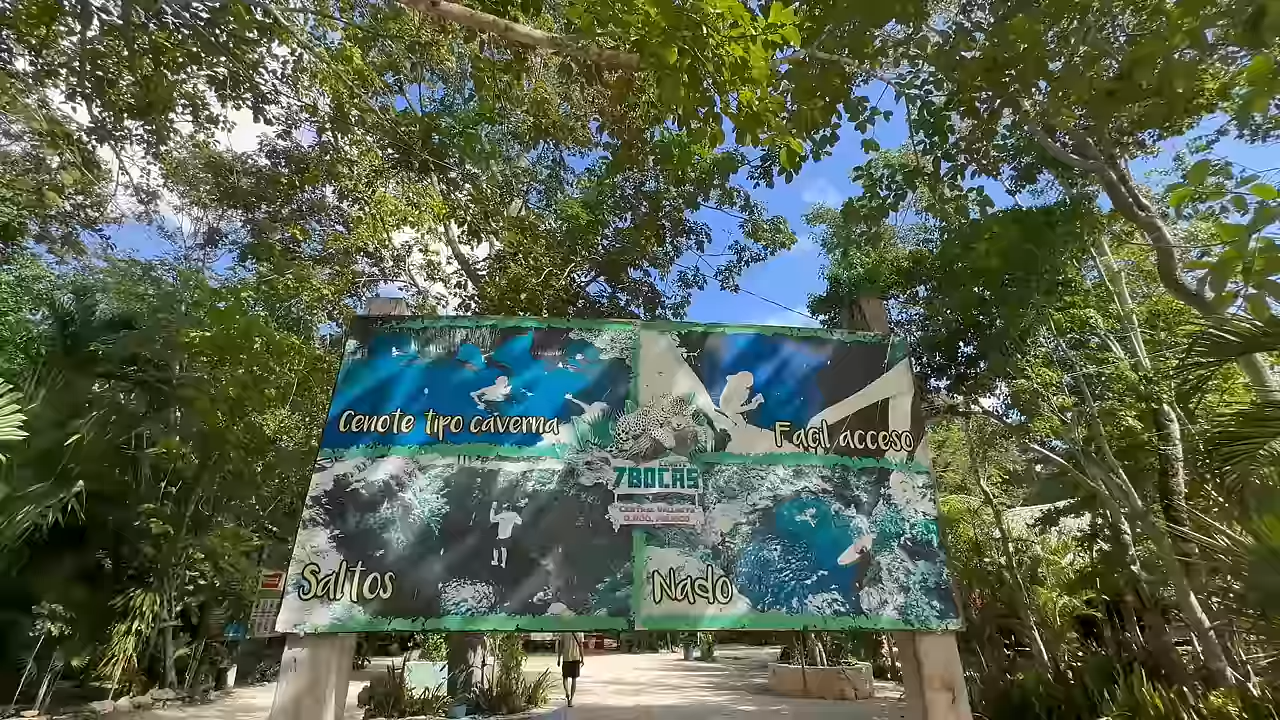 Cenote tipo caverna
Facil acceso
7BOCAS
Saltos
Nado